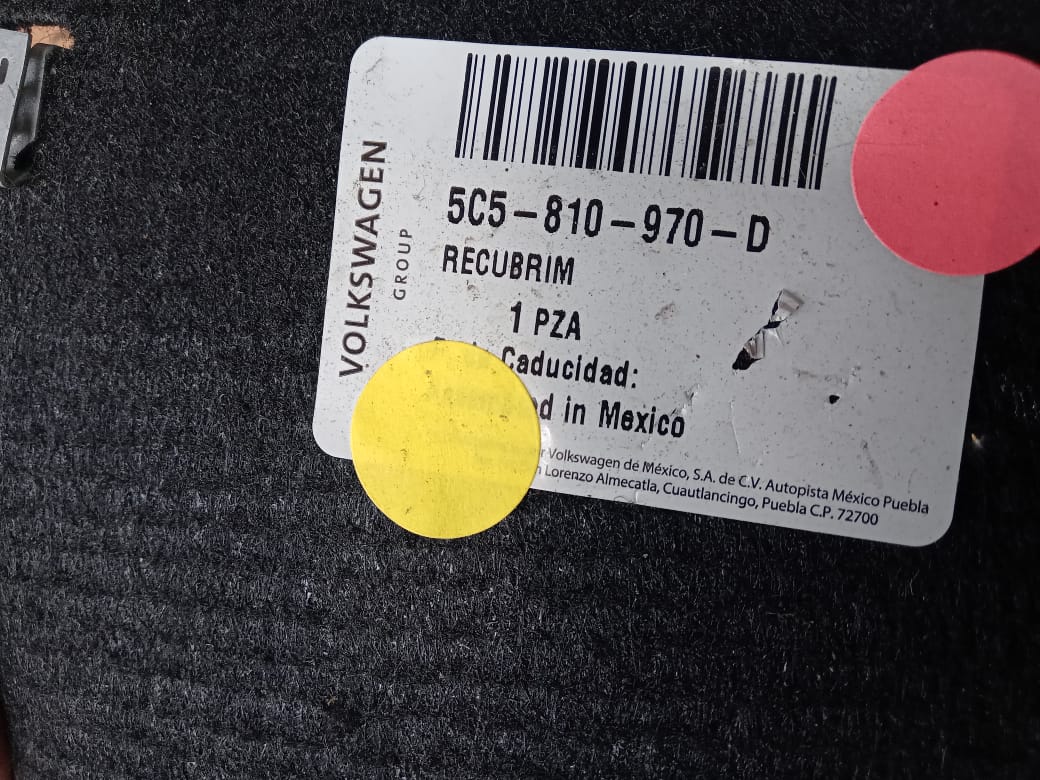 VOLKSWAGEN
GROUP
5C5-810-970-D
RECUBRIM
1 PZA
Caducidad:
in Mexico
Volkswagen de México, S.A. de C.V. Autopista México Puebla
Lorenzo Almecatla, Cuautlancingo, Puebla C.P. 72700